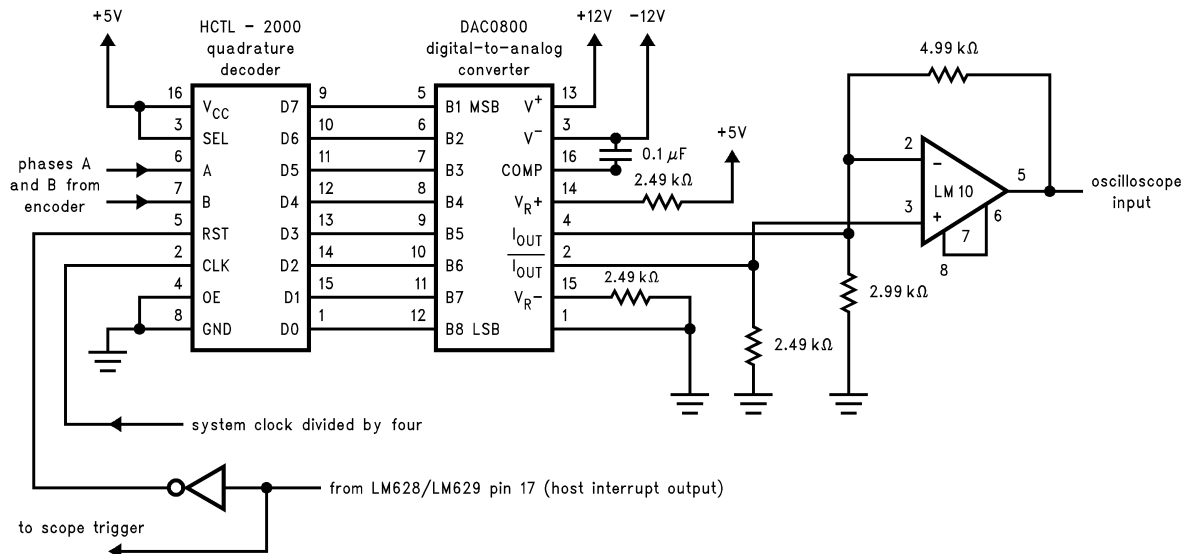 +5V
HCTL - 2000
quadrature
decoder
DAC0800
digital-to-analog
converter
+12V -12V
4.99 kΩ
16 VCC D7 9 5 B1 MSB V+ 13
3 SEL D6 10 6 B2 V- 3
+5V
phases A
and B from
encoder
6 A D5 11 7 B3 COMP 16 0.1 μF
7 B D4 12 8 B4 VR+ 14 2.49 kΩ
5 RST D3 13 9 B5 IOUT 4
2 CLK D2 14 10 B6 IOUT 2
4 OE D1 15 11 B7 VR- 15 2.49 kΩ
8 GND D0 1 12 B8 LSB 1
2 -
LM 10
3 +
5
6
7
8
oscilloscope
input
2.99 kΩ
2.49 kΩ
system clock divided by four
from LM628/LM629 pin 17 (host interrupt output)
to scope trigger